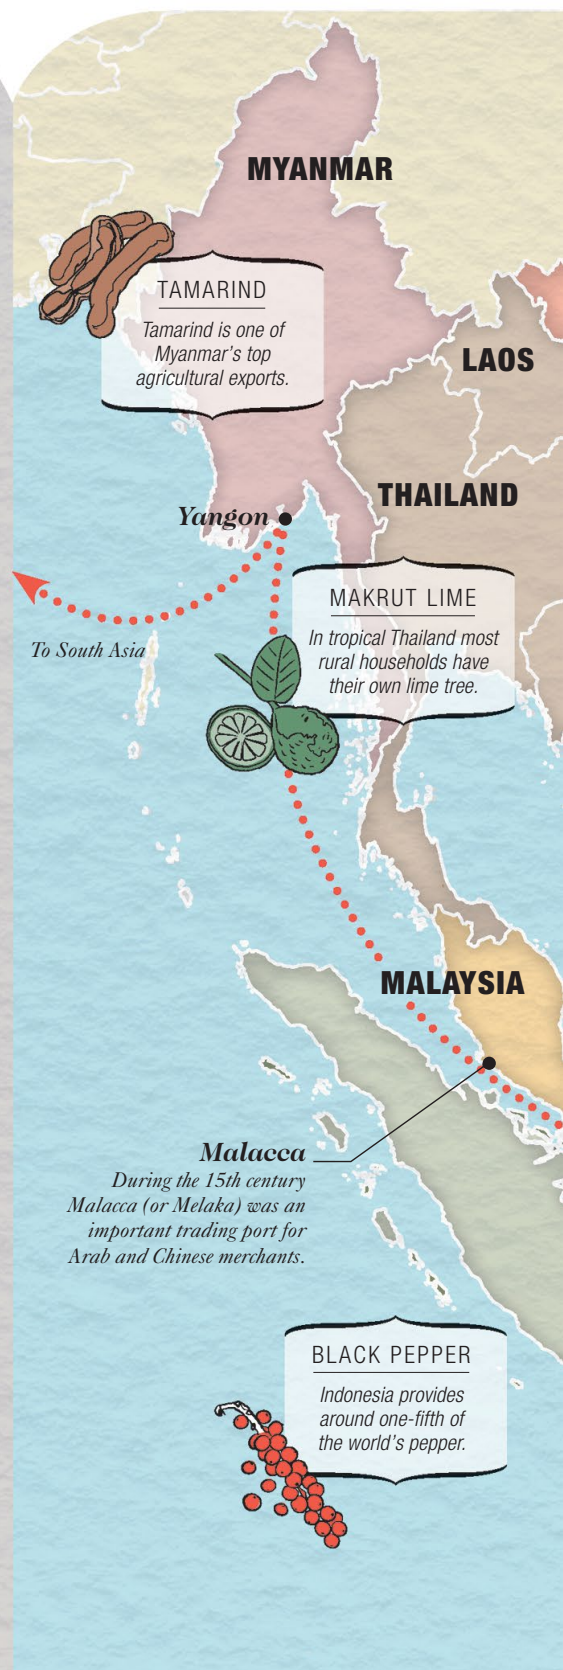 MYANMAR
TAMARIND
Tamarind is one of
Myanmar's top
agricultural exports.
LAOS
THAILAND
Yangon
MAKRUT LIME
In tropical Thailand most
rural households have
their own lime tree.
To South Asia
MALAYSIA
Malacca
During the 15th century
Malacca (or Melaka) was an
important trading port for
Arab and Chinese merchants.
BLACK PEPPER
Indonesia provides
around one-fifth of
the world's pepper.